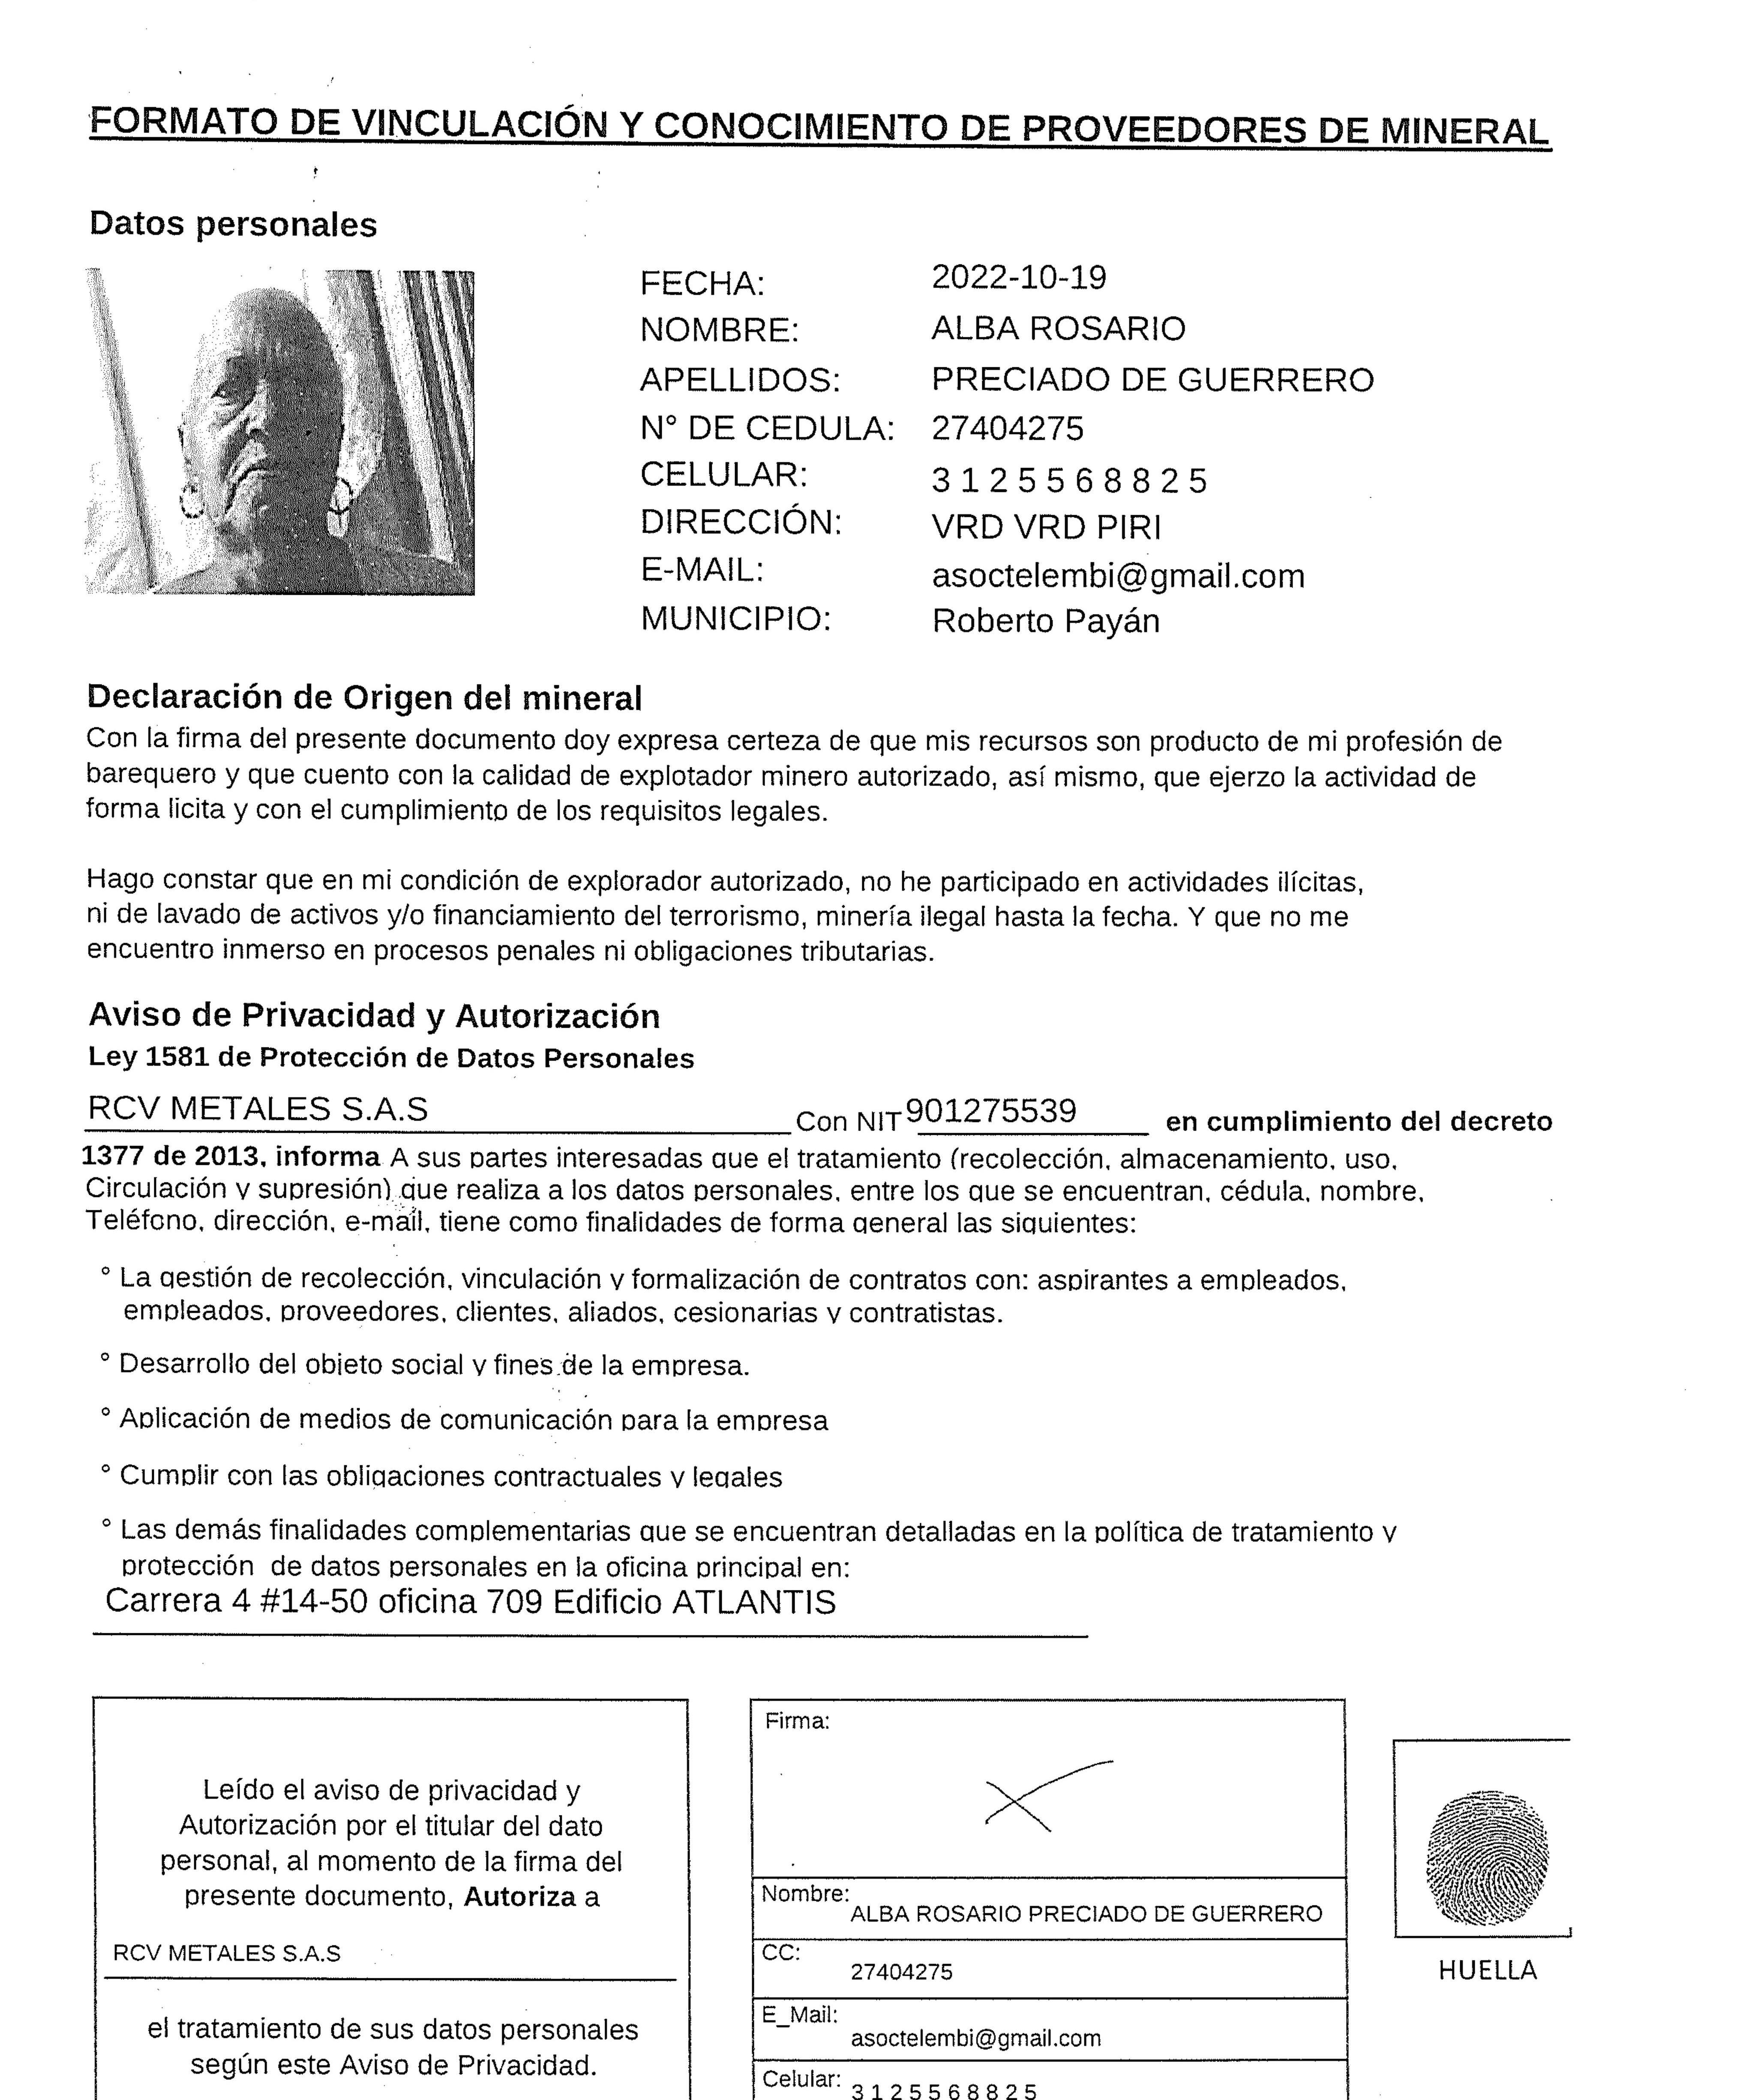 FORMATO DE VINCULACIÓN Y CONOCIMIENTO DE PROVEEDORES DE MINERAL
Datos personales
FECHA: 2022-10-19
NOMBRE: ALBA ROSARIO
APELLIDOS: PRECIADO DE GUERRERO
N° DE CEDULA: 27404275
CELULAR: 3 1 2 5 5 6 8 8 2 5
DIRECCIÓN: VRD VRD PIRI
E-MAIL: asoctelembi@gmail.com
MUNICIPIO: Roberto Payán
Declaración de Origen del mineral
Con la firma del presente documento doy expresa certeza de que mis recursos son producto de mi profesión de
barequero y que cuento con la calidad de explotador minero autorizado, así mismo, que ejerzo la actividad de
forma licita y con el cumplimiento de los requisitos legales.
Hago constar que en mi condición de explorador autorizado, no he participado en actividades ilícitas,
ni de lavado de activos y/o financiamiento del terrorismo, minería ilegal hasta la fecha. Y que no me
encuentro inmerso en procesos penales ni obligaciones tributarias.
Aviso de Privacidad y Autorización
Ley 1581 de Protección de Datos Personales
RCV METALES S.A.S Con NIT 901275539 en cumplimiento del decreto
1377 de 2013, informa A sus partes interesadas que el tratamiento (recolección, almacenamiento, uso,
Circulación y supresión) que realiza a los datos personales, entre los que se encuentran, cédula, nombre,
Teléfono, dirección, e-mail, tiene como finalidades de forma general las siguientes:
° La gestión de recolección, vinculación y formalización de contratos con: aspirantes a empleados,
empleados, proveedores, clientes, aliados, cesionarias y contratistas.
° Desarrollo del objeto social y fines de la empresa.
° Aplicación de medios de comunicación para la empresa
° Cumplir con las obligaciones contractuales y legales
° Las demás finalidades complementarias que se encuentran detalladas en la política de tratamiento y
protección de datos personales en la oficina principal en:
Carrera 4 #14-50 oficina 709 Edificio ATLANTIS
Leído el aviso de privacidad y
Autorización por el titular del dato
personal, al momento de la firma del
presente documento, Autoriza a
RCV METALES S.A.S
el tratamiento de sus datos personales
según este Aviso de Privacidad.
Firma:
Nombre: ALBA ROSARIO PRECIADO DE GUERRERO
CC: 27404275
E_Mail: asoctelembi@gmail.com
Celular: 3 1 2 5 5 6 8 8 2 5
HUELLA